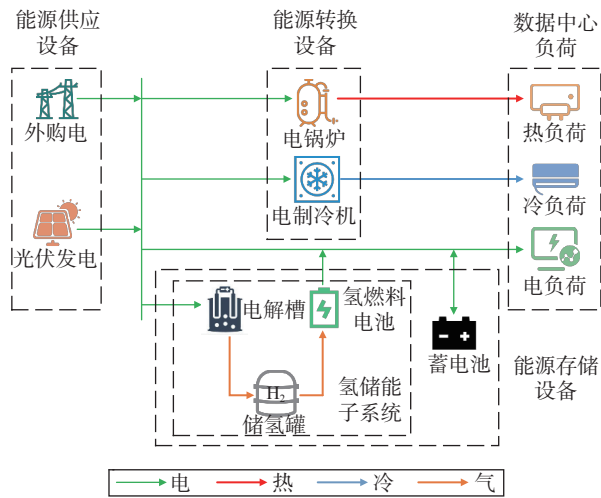 能源供应
设备
能源转换
设备
数据中心
负荷
外购电
电锅炉
热负荷
电制冷机
冷负荷
光伏发电
电负荷
电解槽
氢燃料
电池
蓄电池
H₂
储氢罐
氢储能
子系统
能源存储
设备
电 热 冷 气